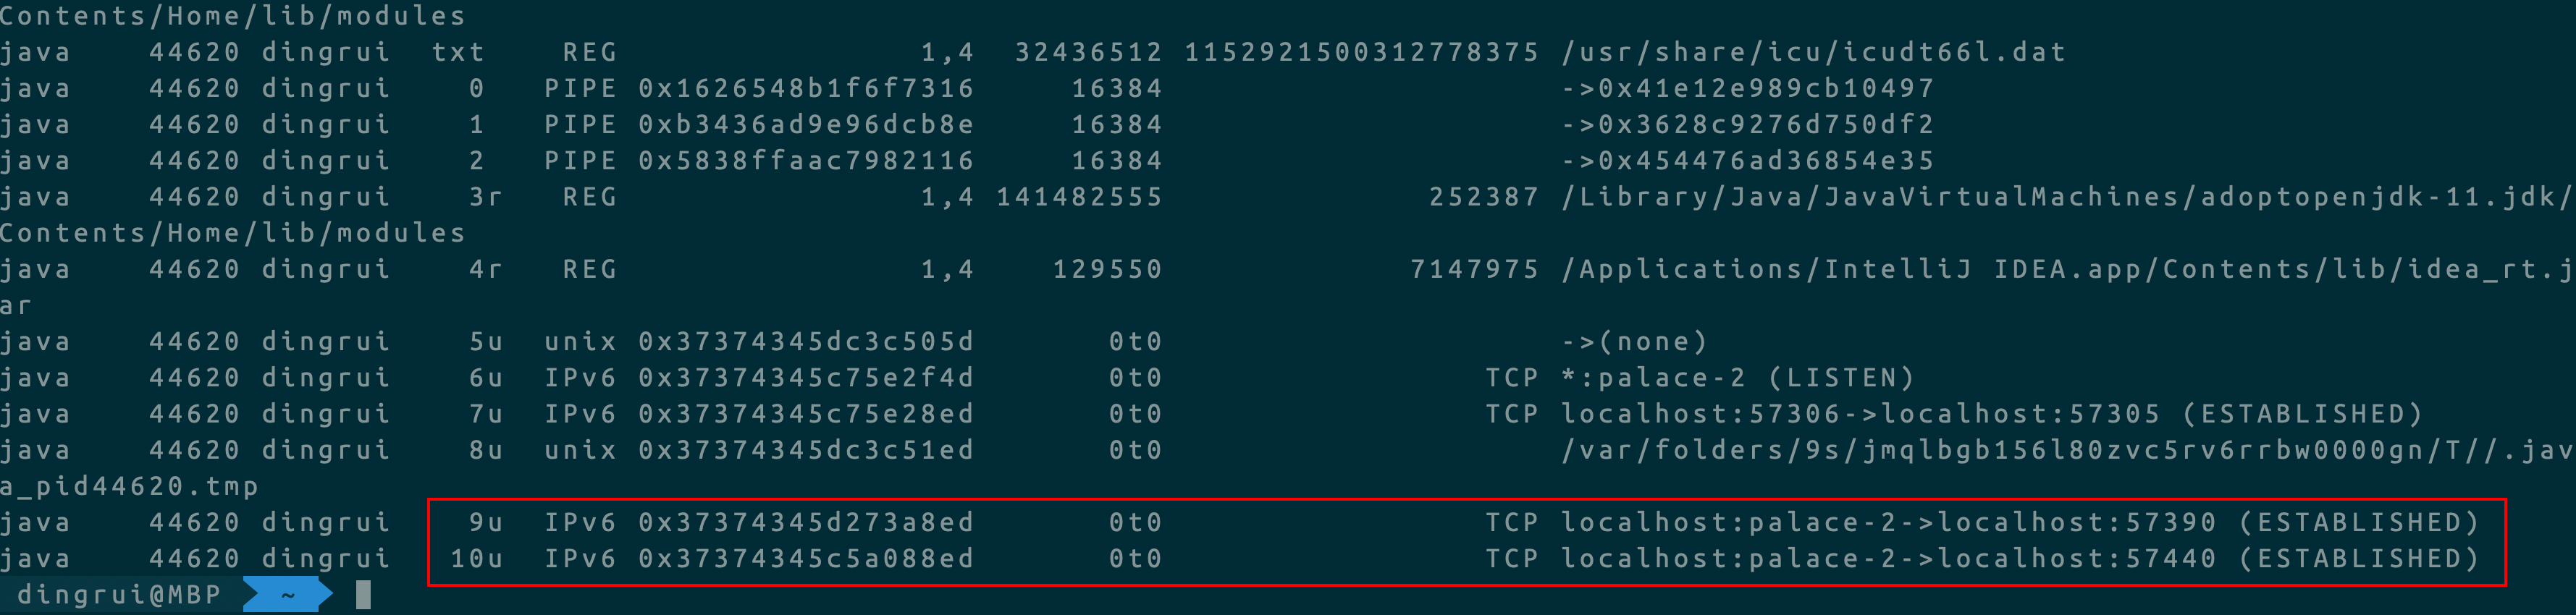 Contents/Home/lib/modules
java 44620 dingrui txt REG 1,4 32436512 1152921500312778375 /usr/share/icu/icudt66l.dat
java 44620 dingrui 0 PIPE 0x1626548b1f6f7316 16384 ->0x41e12e989cb10497
java 44620 dingrui 1 PIPE 0xb3436ad9e96dcb8e 16384 ->0x3628c9276d750df2
java 44620 dingrui 2 PIPE 0x5838ffaac7982116 16384 ->0x454476ad36854e35
java 44620 dingrui 3r REG 1,4 141482555 252387 /Library/Java/JavaVirtualMachines/adoptopenjdk-11.jdk/
Contents/Home/lib/modules
java 44620 dingrui 4r REG 1,4 129550 7147975 /Applications/IntelliJ IDEA.app/Contents/lib/idea_rt.j
ar
java 44620 dingrui 5u unix 0x37374345dc3c505d 0t0 ->(none)
java 44620 dingrui 6u IPv6 0x37374345c75e2f4d 0t0 TCP *:palace-2 (LISTEN)
java 44620 dingrui 7u IPv6 0x37374345c75e28ed 0t0 TCP localhost:57306->localhost:57305 (ESTABLISHED)
java 44620 dingrui 8u unix 0x37374345dc3c51ed 0t0 /var/folders/9s/jmqlbgb156l80zvc5rv6rrbw0000gn/T//.jav
a_pid44620.tmp
java 44620 dingrui 9u IPv6 0x37374345d273a8ed 0t0 TCP localhost:palace-2->localhost:57390 (ESTABLISHED)
java 44620 dingrui 10u IPv6 0x37374345c5a088ed 0t0 TCP localhost:palace-2->localhost:57440 (ESTABLISHED)
dingrui@MBP ~